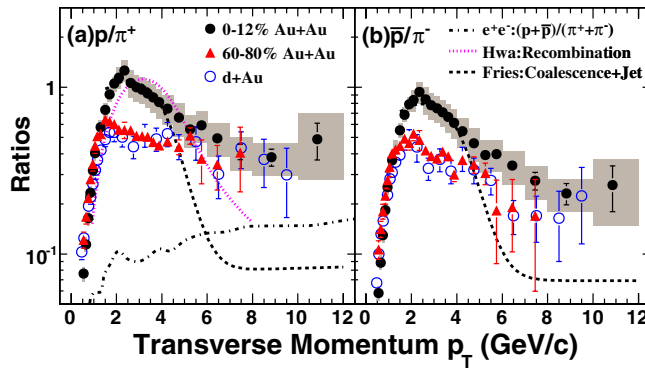 (a)p/π⁺
0-12% Au+Au
60-80% Au+Au
d+Au
(b)p̅/π⁻
e⁺e⁻:(p+p̅)/(π⁺+π⁻)
Hwa:Recombination
Fries:Coalescence+Jet
Ratios
1
10⁻¹
0 2 4 6 8 10 12 0 2 4 6 8 10 12
Transverse Momentum p_T (GeV/c)